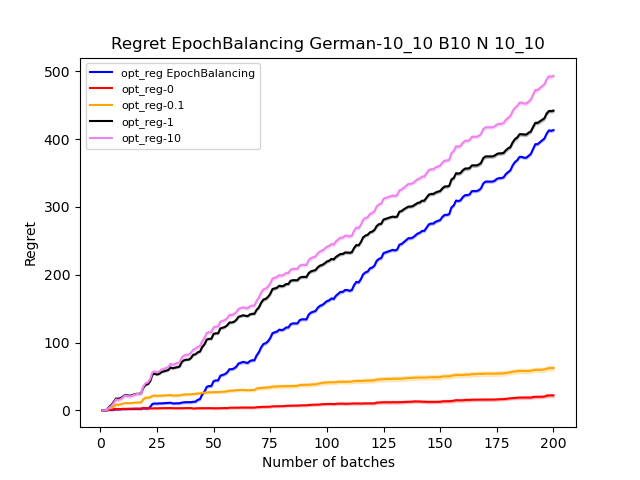 Regret EpochBalancing German-10_10 B10 N 10_10
opt_reg EpochBalancing
opt_reg-0
opt_reg-0.1
opt_reg-1
opt_reg-10
Regret
500
400
300
200
100
0
0 25 50 75 100 125 150 175 200
Number of batches